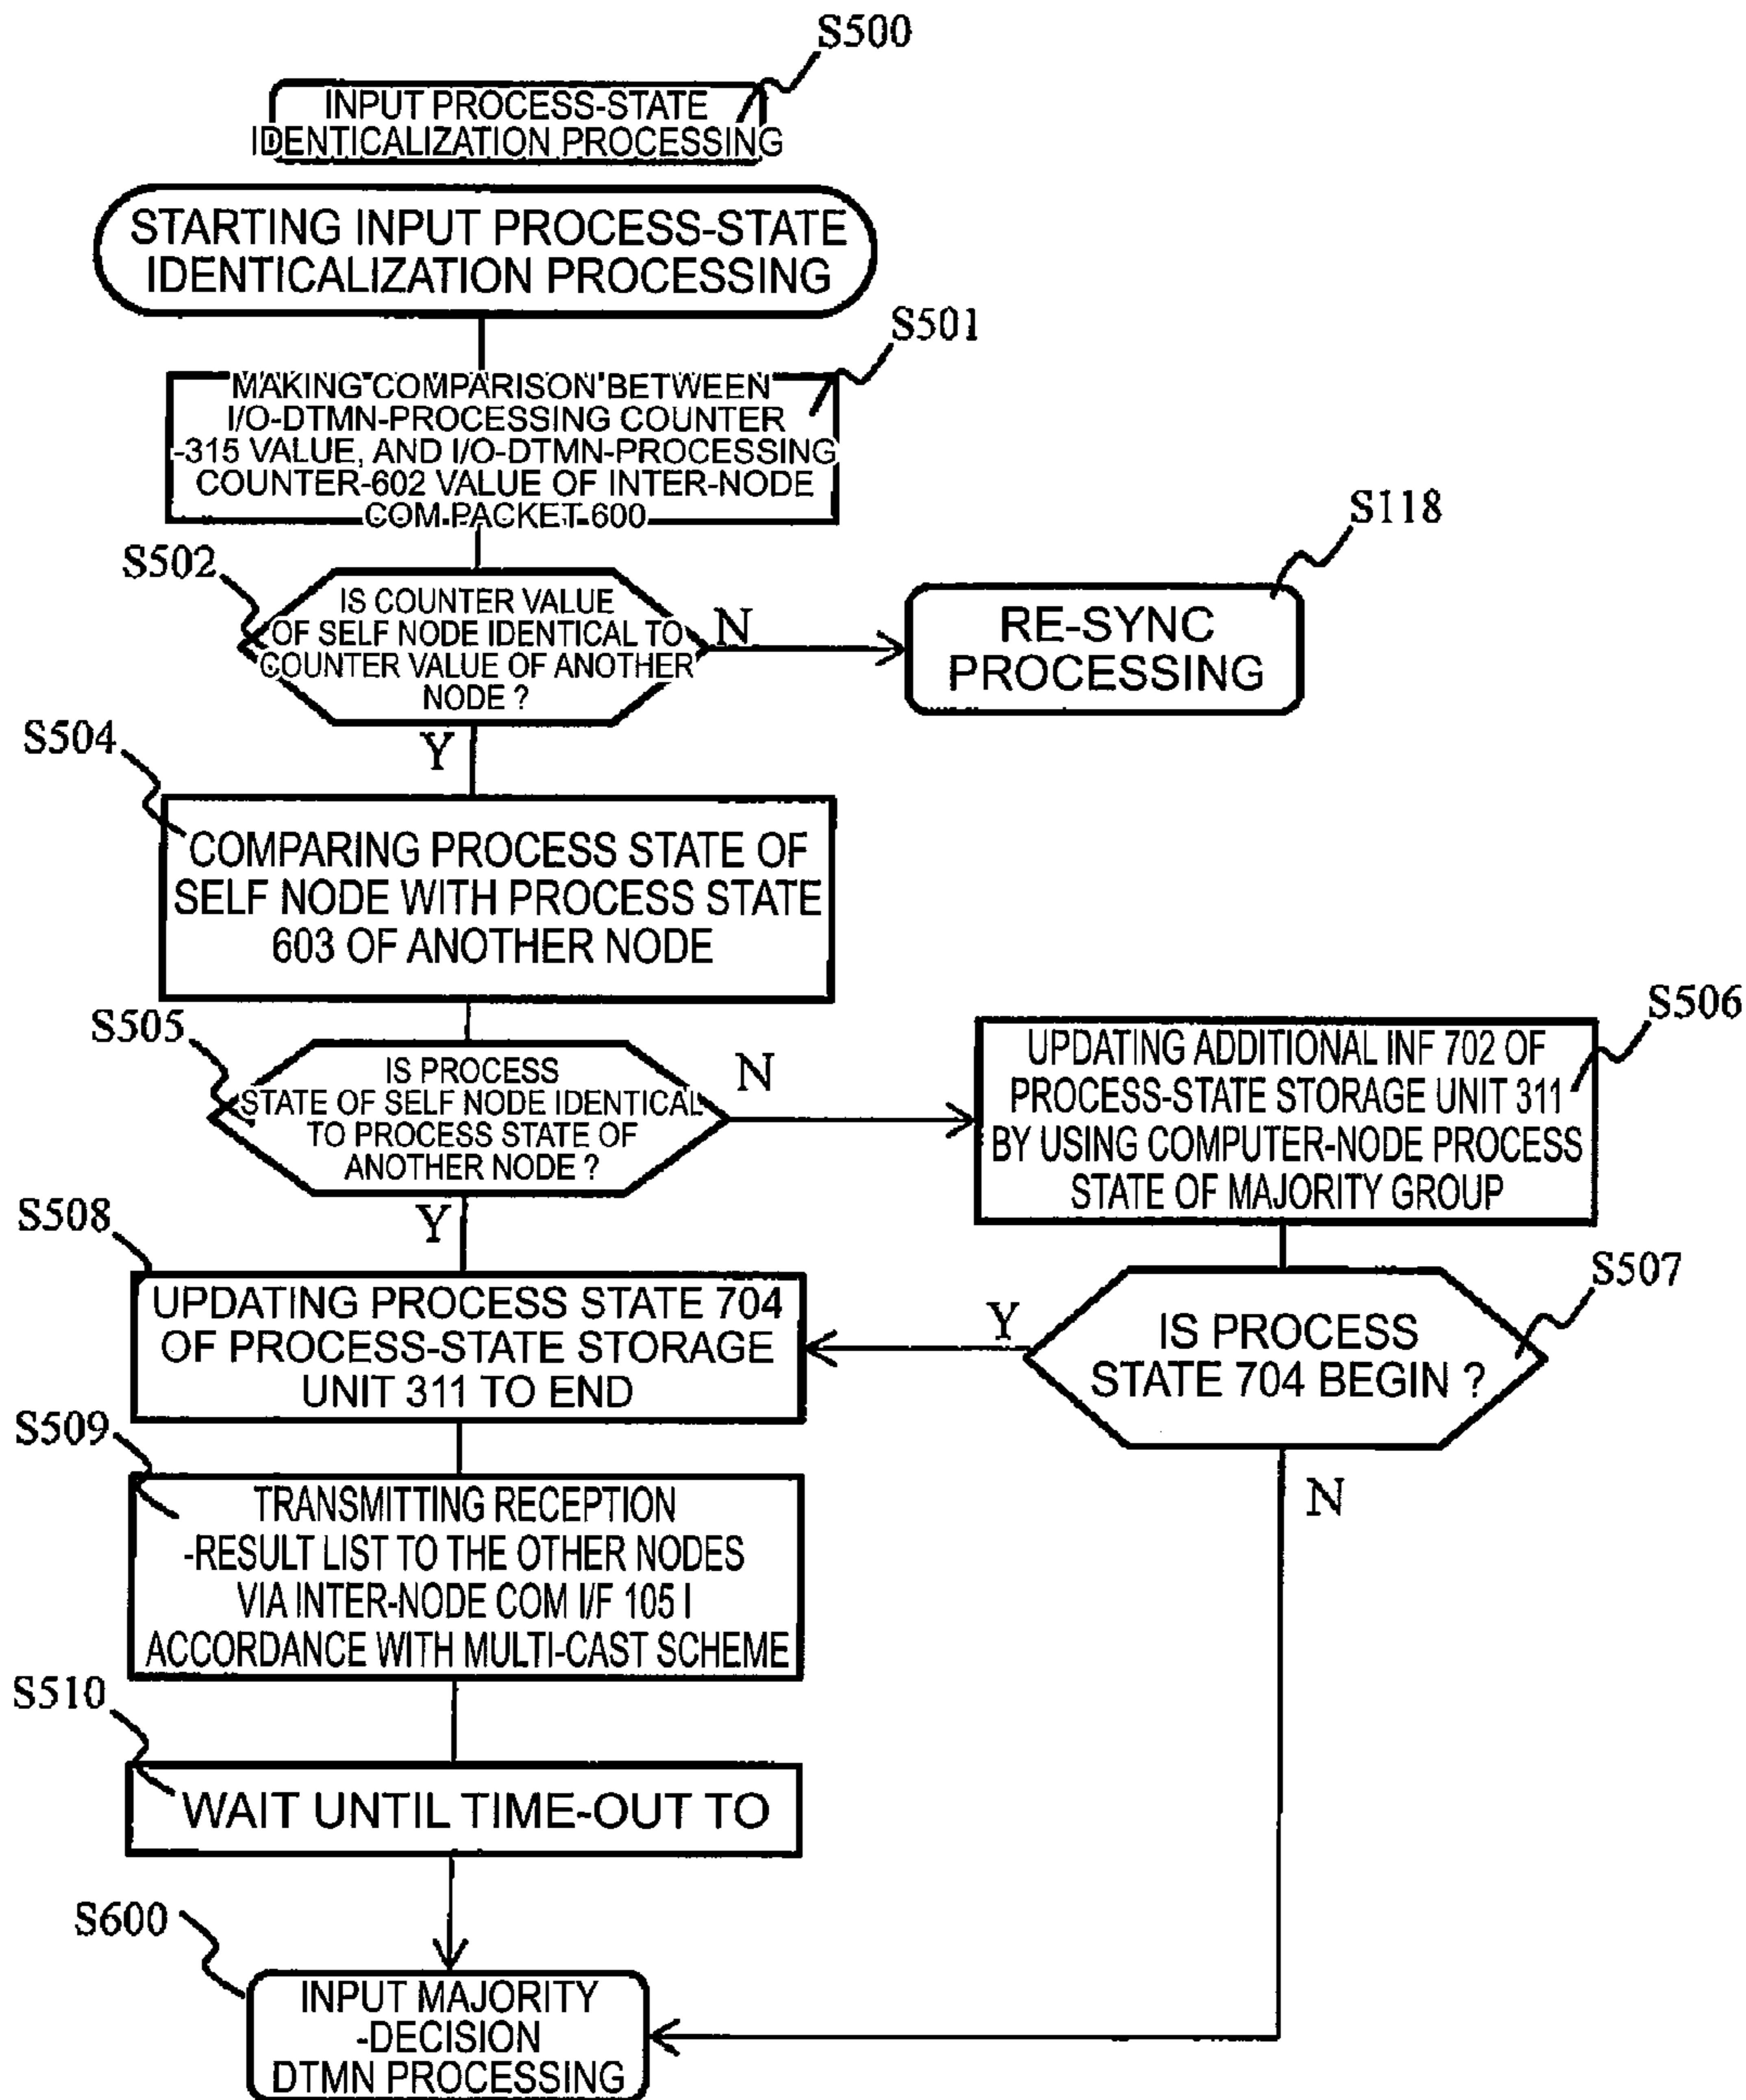 S500
INPUT PROCESS-STATE
IDENTICALIZATION PROCESSING
STARTING INPUT PROCESS-STATE
IDENTICALIZATION PROCESSING
S501
MAKING COMPARISON BETWEEN
I/O-DTMN-PROCESSING COUNTER
-315 VALUE, AND I/O-DTMN-PROCESSING
COUNTER-602 VALUE OF INTER-NODE
COM PACKET 600
S502
IS COUNTER VALUE
OF SELF NODE IDENTICAL TO
COUNTER VALUE OF ANOTHER
NODE ?
N
S118
RE-SYNC
PROCESSING
Y
S504
COMPARING PROCESS STATE OF
SELF NODE WITH PROCESS STATE
603 OF ANOTHER NODE
S505
IS PROCESS
STATE OF SELF NODE IDENTICAL
TO PROCESS STATE OF
ANOTHER NODE ?
N
S506
UPDATING ADDITIONAL INF 702 OF
PROCESS-STATE STORAGE UNIT 311
BY USING COMPUTER-NODE PROCESS
STATE OF MAJORITY GROUP
Y
S507
IS PROCESS
STATE 704 BEGIN ?
Y
N
S508
UPDATING PROCESS STATE 704
OF PROCESS-STATE STORAGE
UNIT 311 TO END
S509
TRANSMITTING RECEPTION
-RESULT LIST TO THE OTHER NODES
VIA INTER-NODE COM I/F 105 I
ACCORDANCE WITH MULTI-CAST SCHEME
S510
WAIT UNTIL TIME-OUT TO
S600
INPUT MAJORITY
-DECISION
DTMN PROCESSING